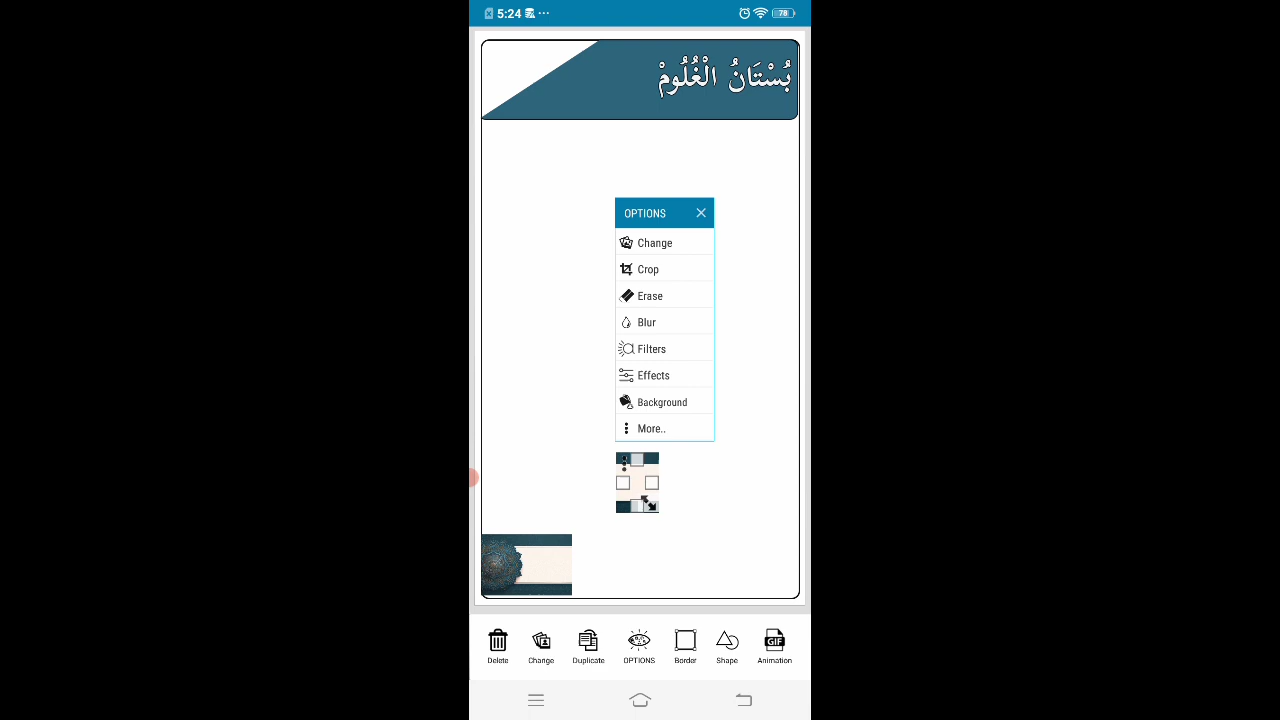 5:24
78
بُسْتَانُ الْعُلُومْ
OPTIONS
Change
Crop
Erase
Blur
Filters
Effects
Background
More..
Delete
Change
Duplicate
OPTIONS
Border
Shape
GIF
Animation